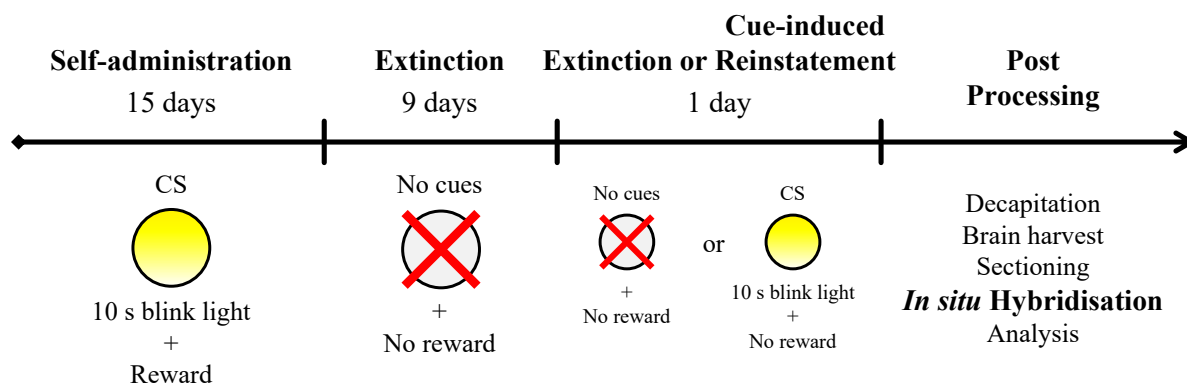 Self-administration
15 days
Extinction
9 days
Cue-induced
Extinction or Reinstatement
1 day
Post
Processing
CS
10 s blink light
+
Reward
No cues
+
No reward
No cues
+
No reward
or
CS
10 s blink light
+
No reward
Decapitation
Brain harvest
Sectioning
In situ Hybridisation
Analysis